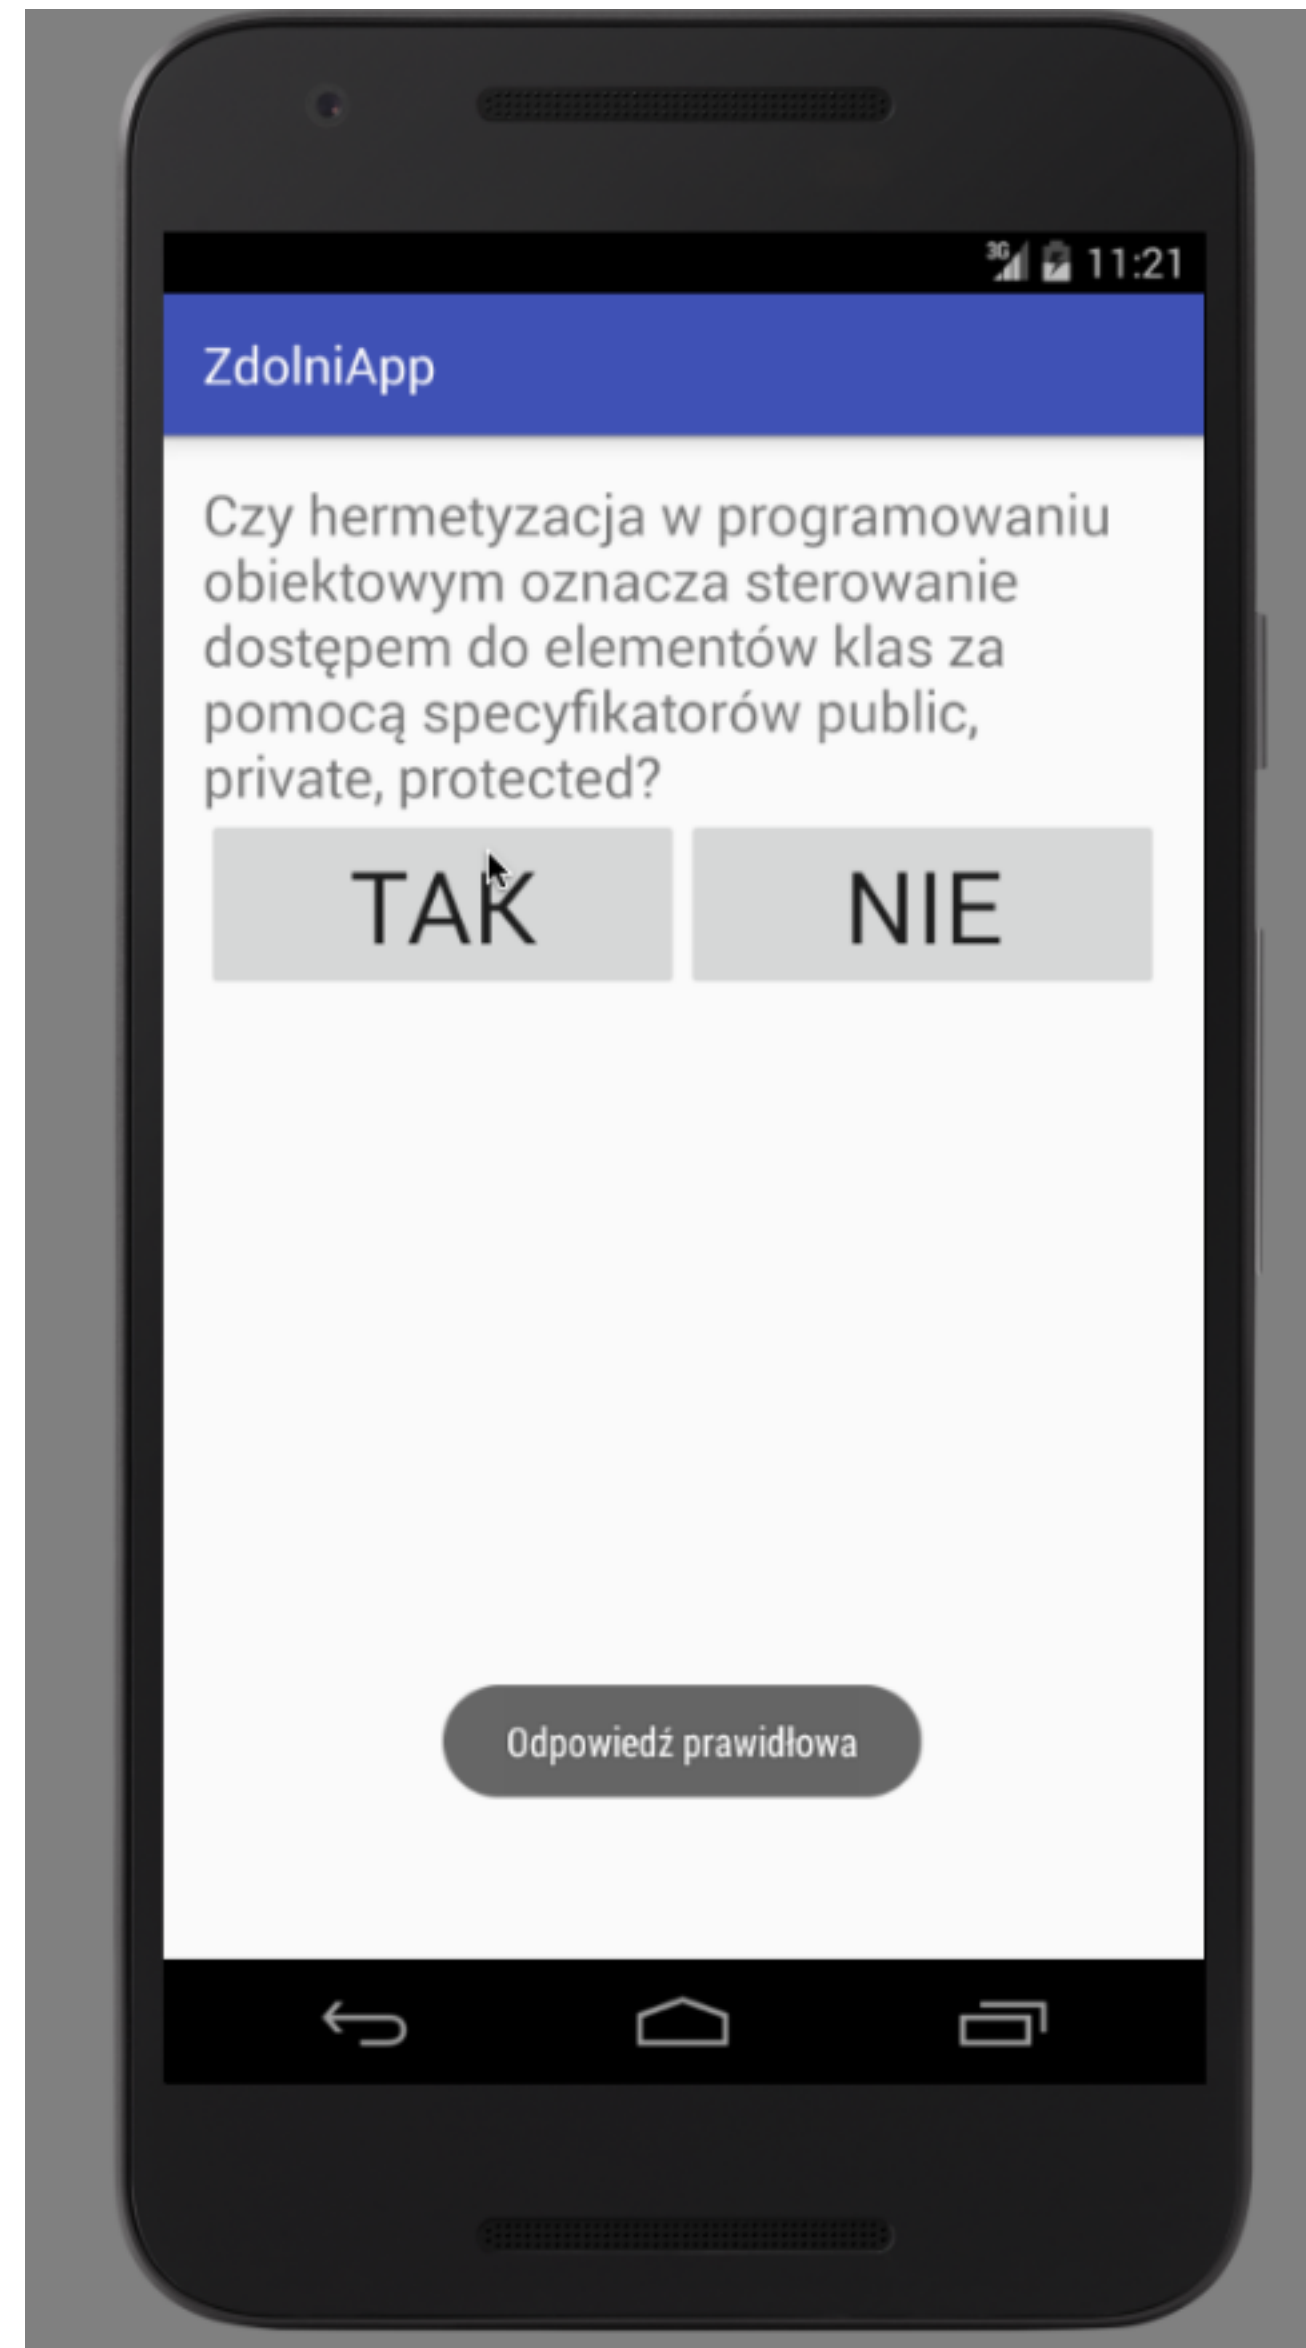 3G 11:21
ZdolniApp
Czy hermetyzacja w programowaniu
obiektowym oznacza sterowanie
dostępem do elementów klas za
pomocą specyfikatorów public,
private, protected?
TAK NIE
Odpowiedź prawidłowa